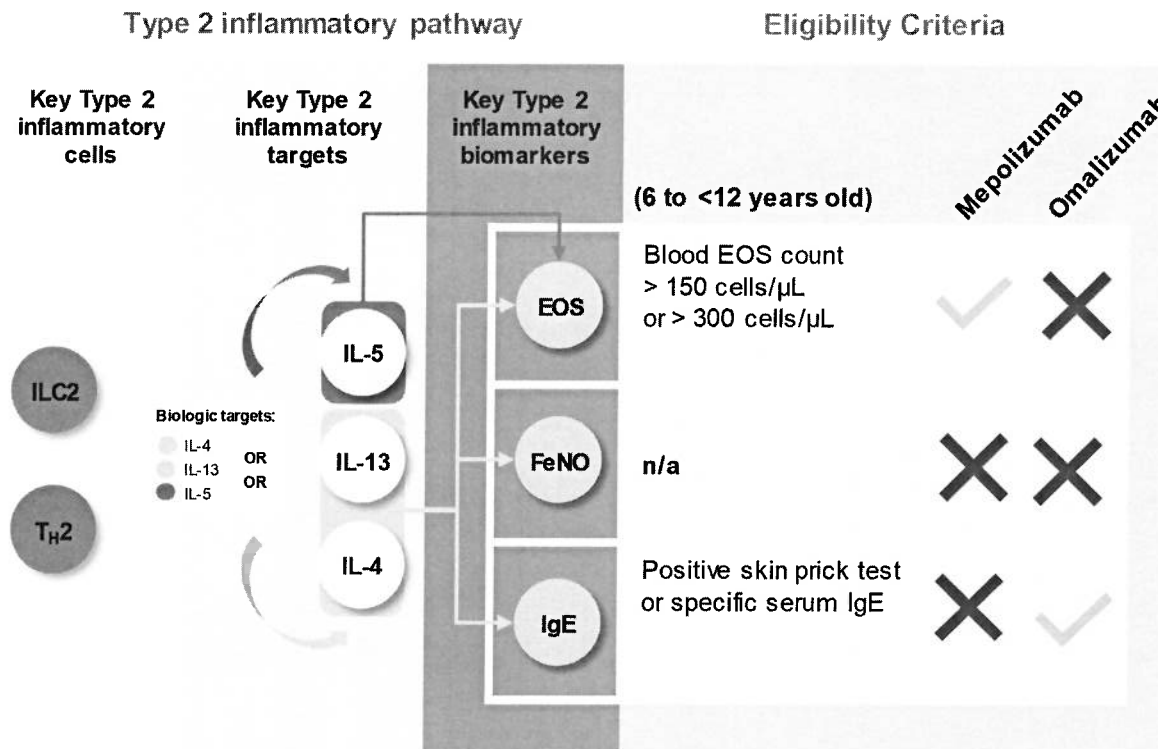 Type 2 inflammatory pathway
Eligibility Criteria
Key Type 2
inflammatory
cells
Key Type 2
inflammatory
targets
Key Type 2
inflammatory
biomarkers
(6 to <12 years old)
Mepolizumab
Omalizumab
ILC2
TH2
Biologic targets:
IL-4
OR
IL-13
OR
IL-5
IL-5
IL-13
IL-4
EOS
Blood EOS count
> 150 cells/µL
or > 300 cells/µL
FeNO
n/a
IgE
Positive skin prick test
or specific serum IgE